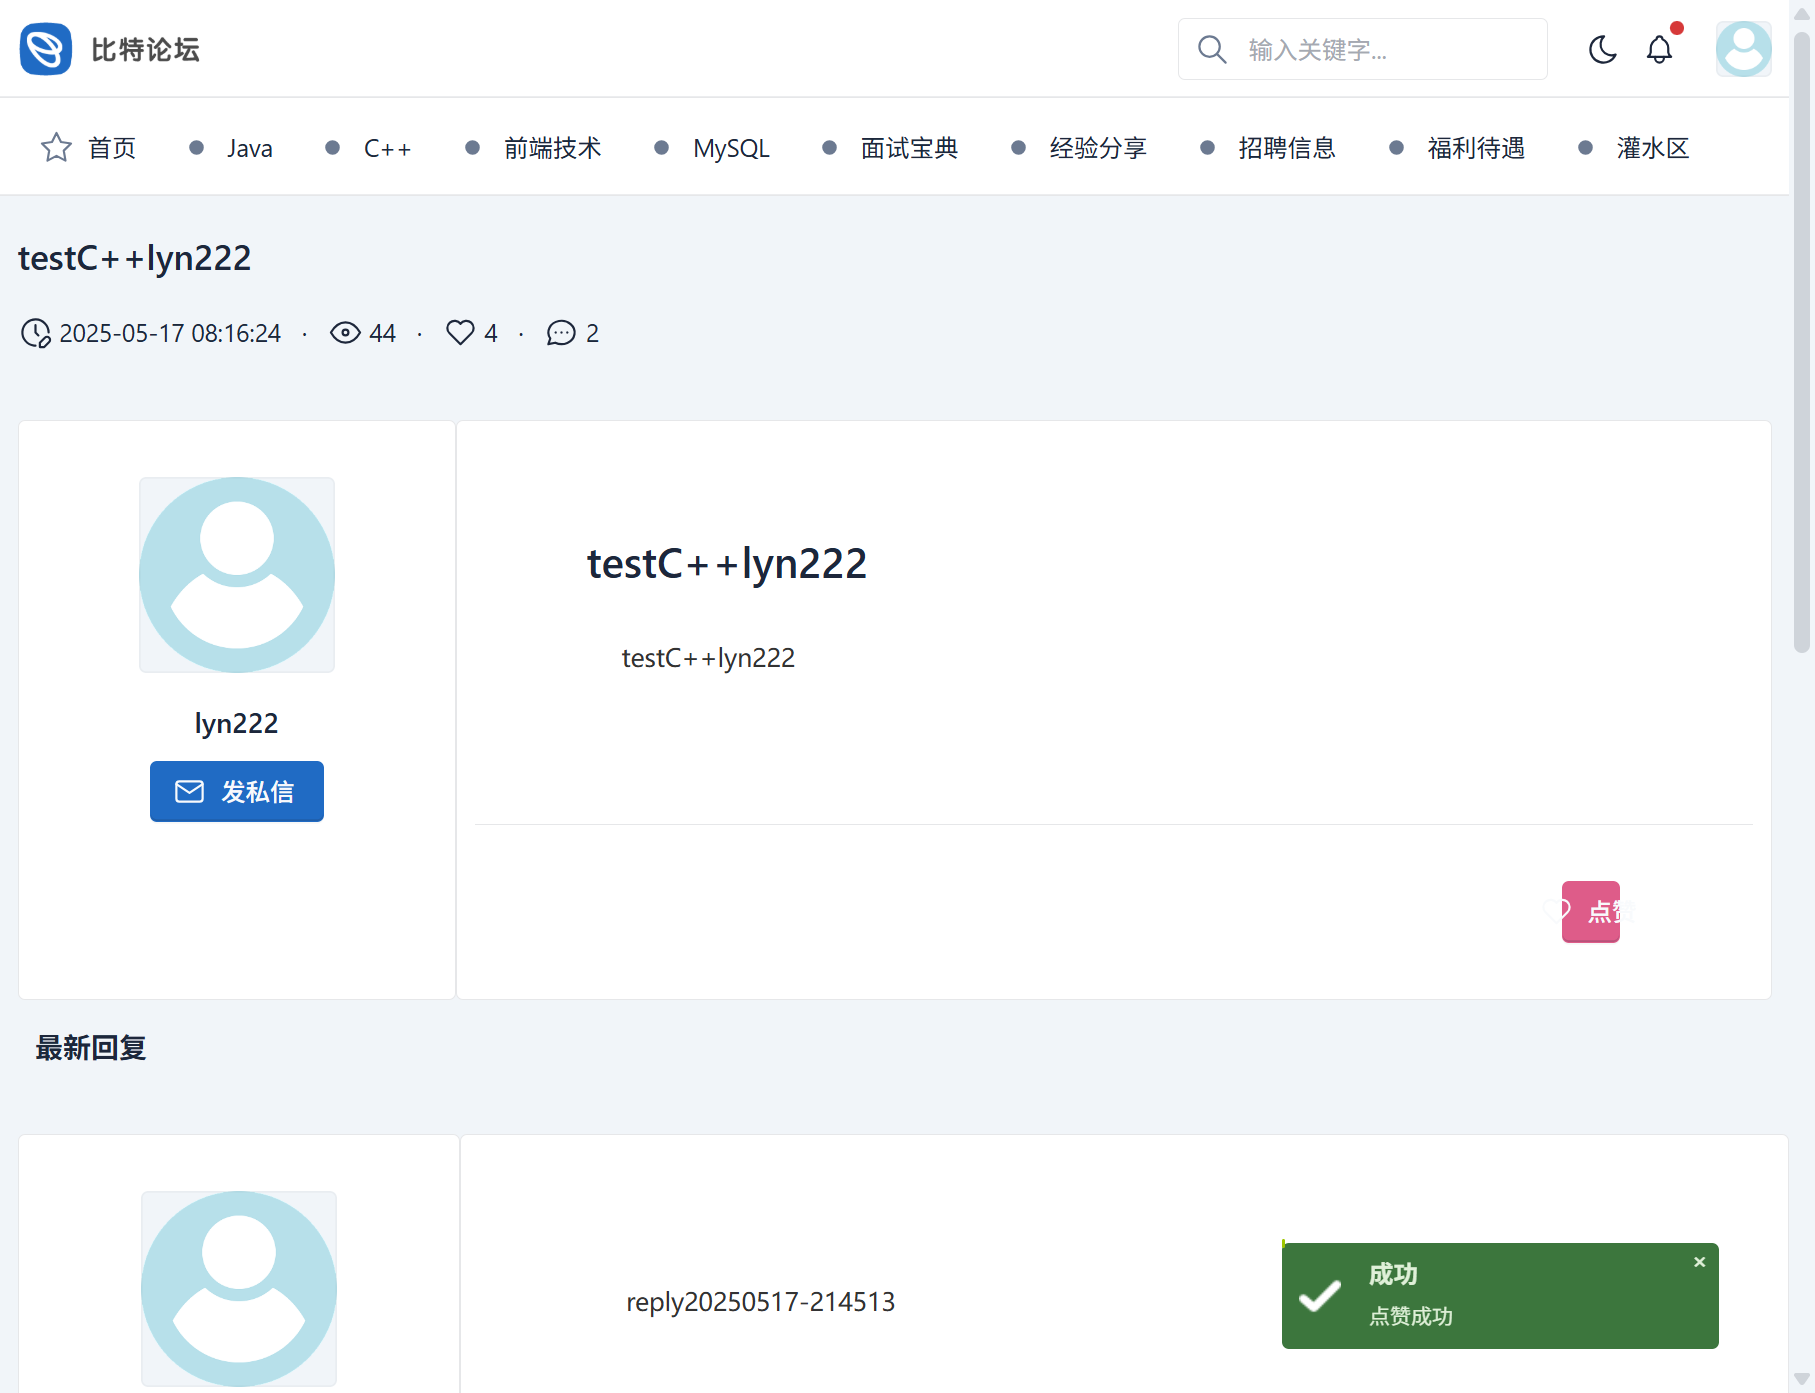 比特论坛
输入关键字...
首页 Java C++ 前端技术 MySQL 面试宝典 经验分享 招聘信息 福利待遇 灌水区
testC++lyn222
2025-05-17 08:16:24 · 44 · 4 · 2
testC++lyn222
testC++lyn222
lyn222
发私信
点赞
最新回复
reply20250517-214513
成功
×
点赞成功